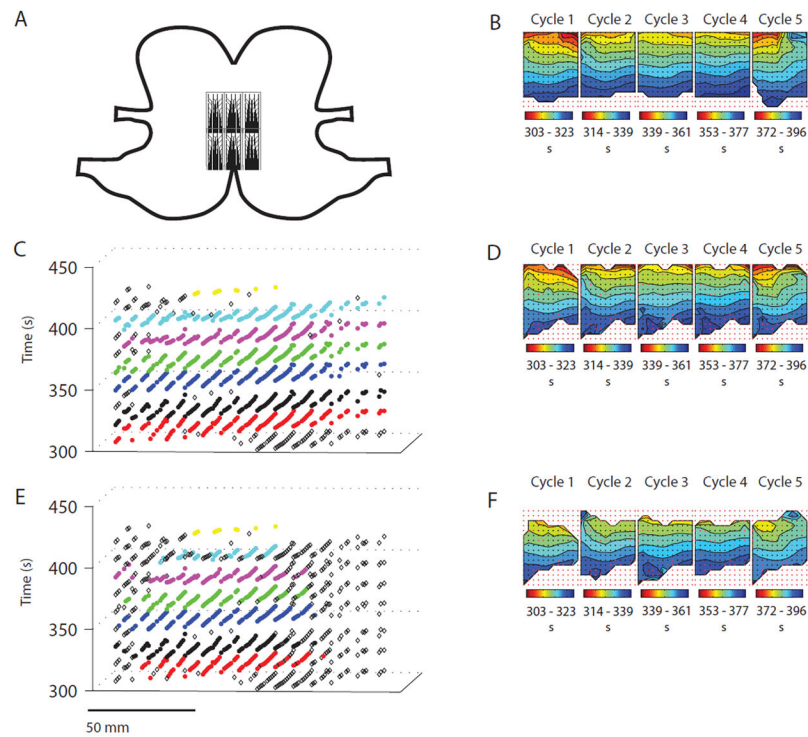 A
B
Cycle 1 Cycle 2 Cycle 3 Cycle 4 Cycle 5
303 - 323 314 - 339 339 - 361 353 - 377 372 - 396
s s s s s
C
450
400
350
300
Time (s)
D
Cycle 1 Cycle 2 Cycle 3 Cycle 4 Cycle 5
303 - 323 314 - 339 339 - 361 353 - 377 372 - 396
s s s s s
E
450
400
350
300
Time (s)
50 mm
F
Cycle 1 Cycle 2 Cycle 3 Cycle 4 Cycle 5
303 - 323 314 - 339 339 - 361 353 - 377 372 - 396
s s s s s